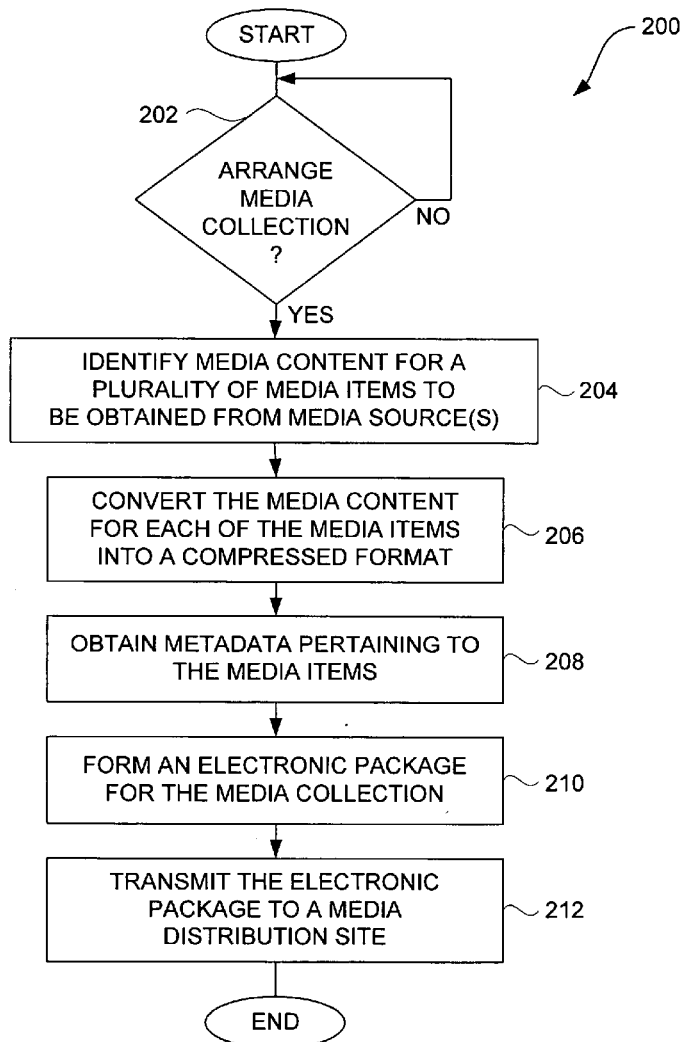 START
200
202
ARRANGE
MEDIA
COLLECTION
?
NO
YES
IDENTIFY MEDIA CONTENT FOR A
PLURALITY OF MEDIA ITEMS TO
BE OBTAINED FROM MEDIA SOURCE(S)
204
CONVERT THE MEDIA CONTENT
FOR EACH OF THE MEDIA ITEMS
INTO A COMPRESSED FORMAT
206
OBTAIN METADATA PERTAINING TO
THE MEDIA ITEMS
208
FORM AN ELECTRONIC PACKAGE
FOR THE MEDIA COLLECTION
210
TRANSMIT THE ELECTRONIC
PACKAGE TO A MEDIA
DISTRIBUTION SITE
212
END